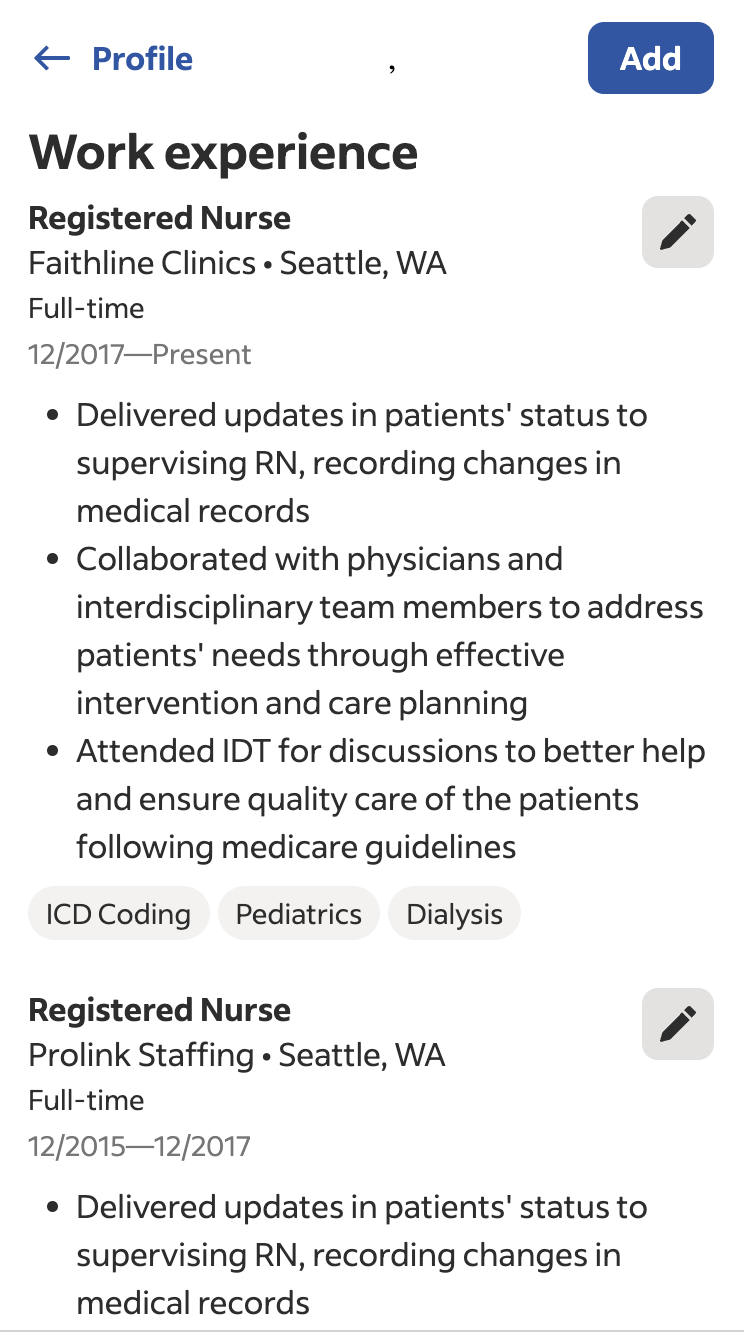 ← Profile
,
Add
Work experience
Registered Nurse
Faithline Clinics • Seattle, WA
Full-time
12/2017—Present
• Delivered updates in patients' status to
supervising RN, recording changes in
medical records
• Collaborated with physicians and
interdisciplinary team members to address
patients' needs through effective
intervention and care planning
• Attended IDT for discussions to better help
and ensure quality care of the patients
following medicare guidelines
ICD Coding
Pediatrics
Dialysis
Registered Nurse
Prolink Staffing • Seattle, WA
Full-time
12/2015—12/2017
• Delivered updates in patients' status to
supervising RN, recording changes in
medical records